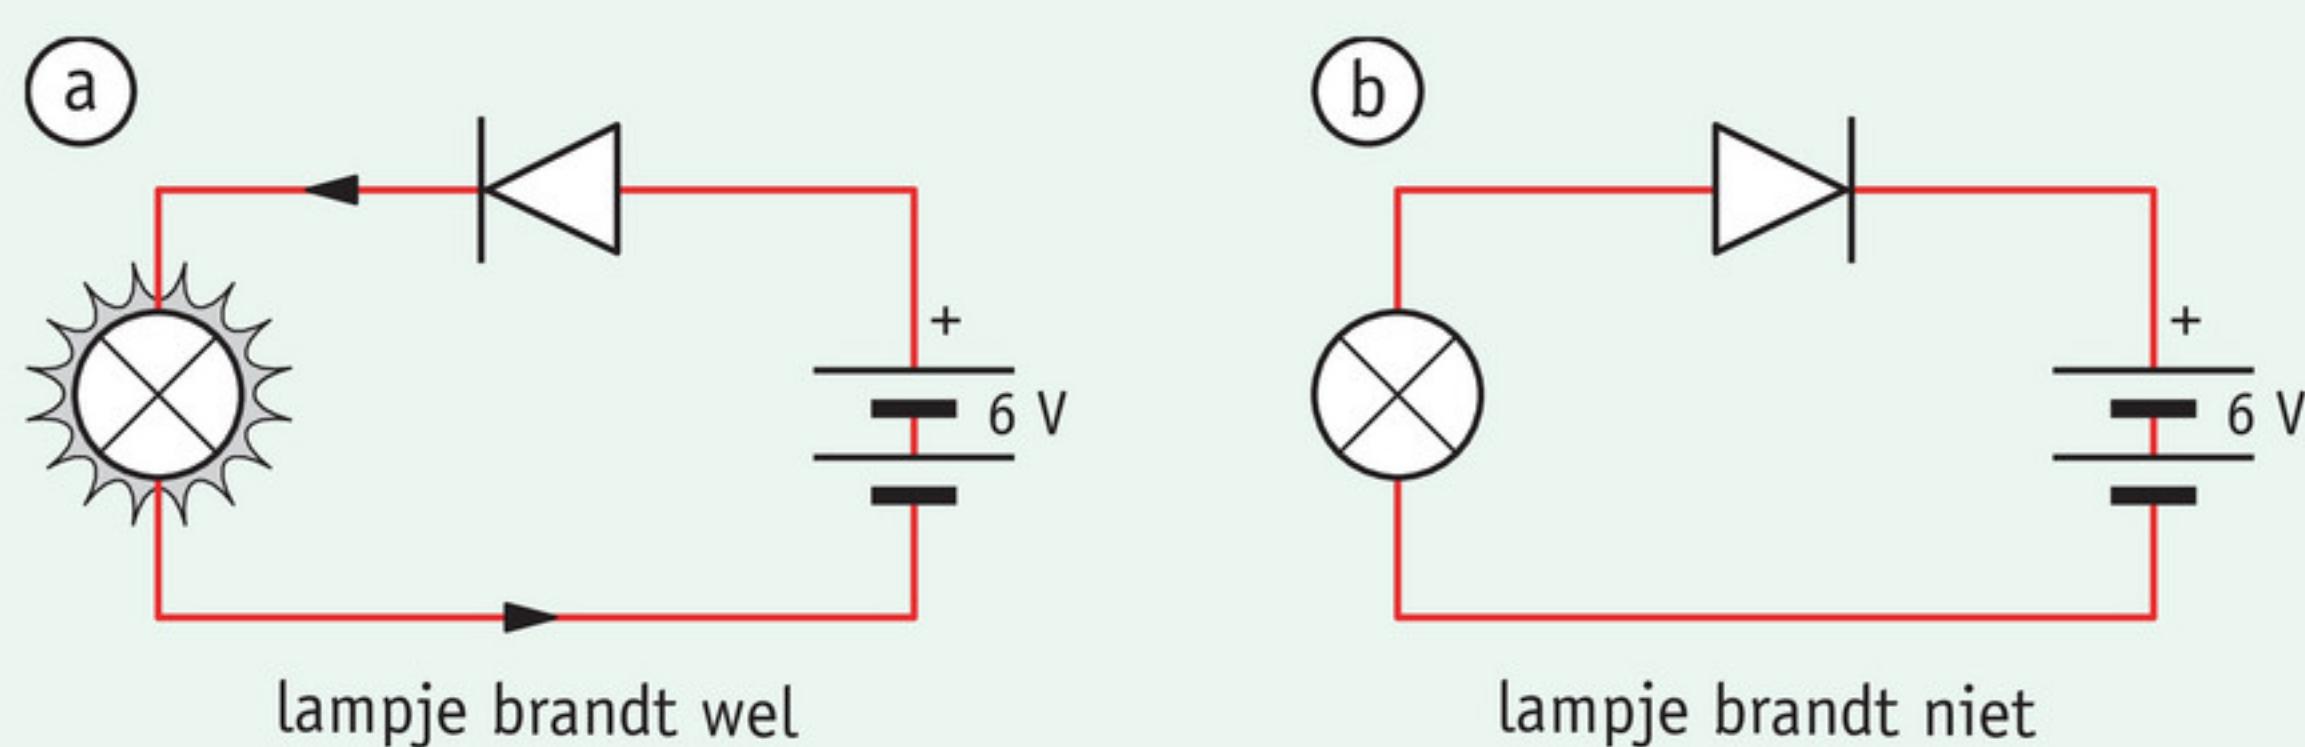 a
b
+
6 V
+
6 V
lampje brandt wel
lampje brandt niet